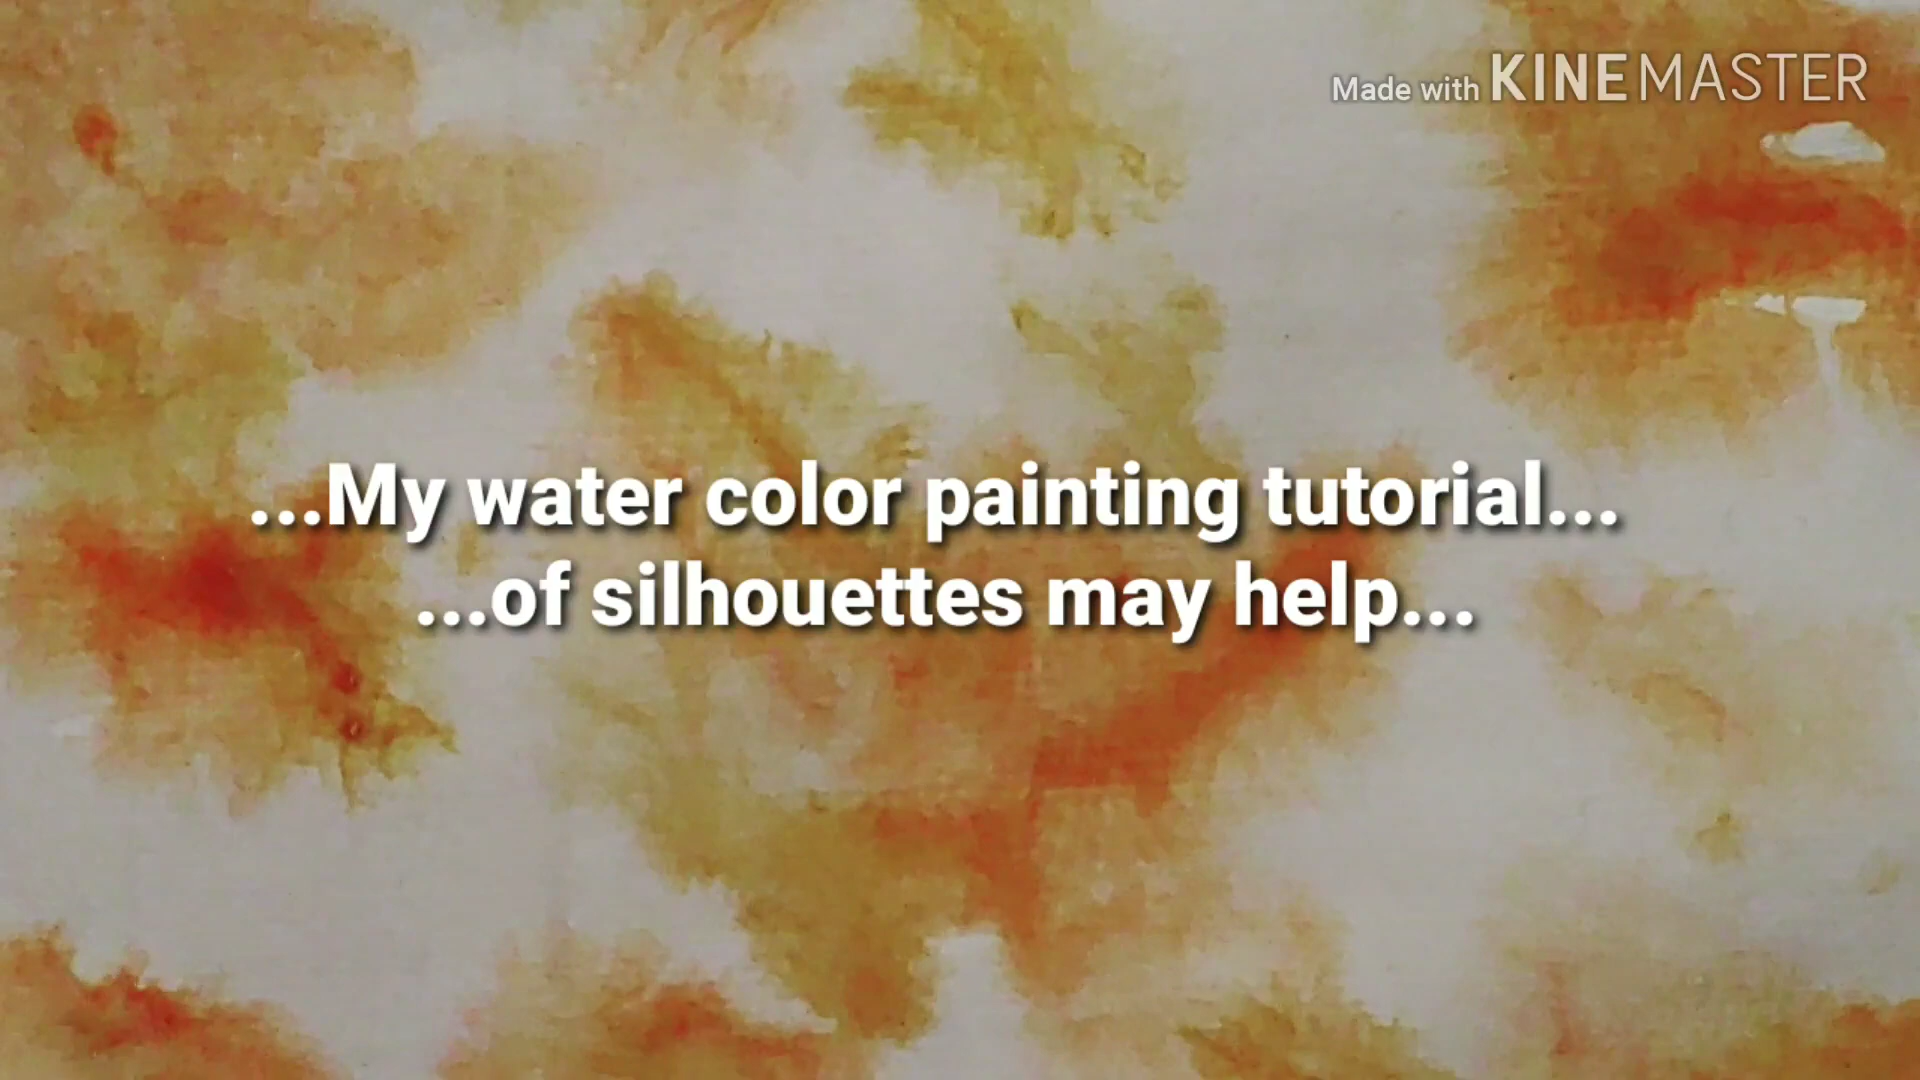 Made with KINEMASTER
...My water color painting tutorial...
...of silhouettes may help...